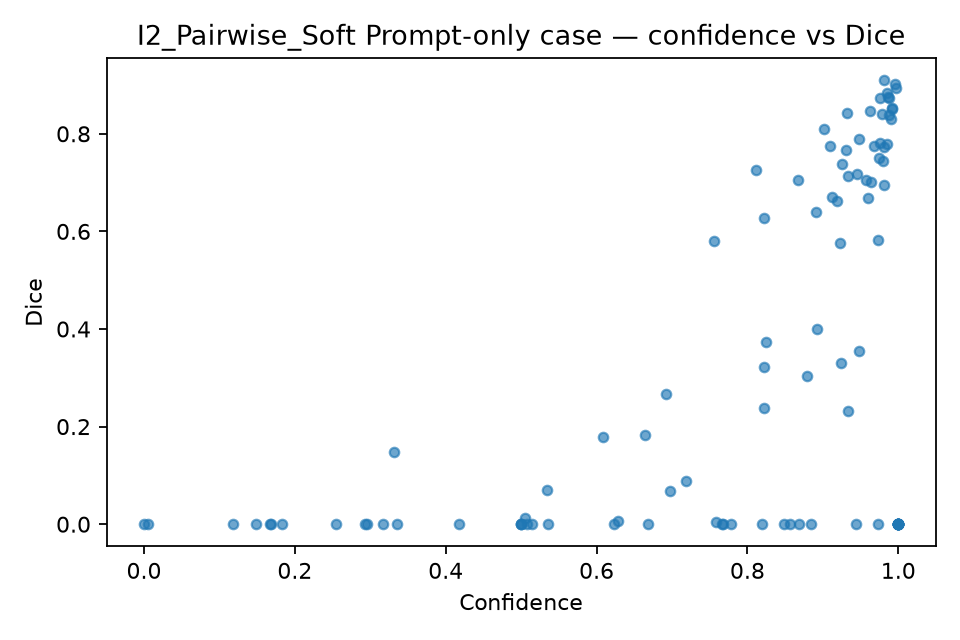 I2_Pairwise_Soft Prompt-only case — confidence vs Dice
0.8
0.6
0.4
0.2
0.0
Dice
0.0 0.2 0.4 0.6 0.8 1.0
Confidence